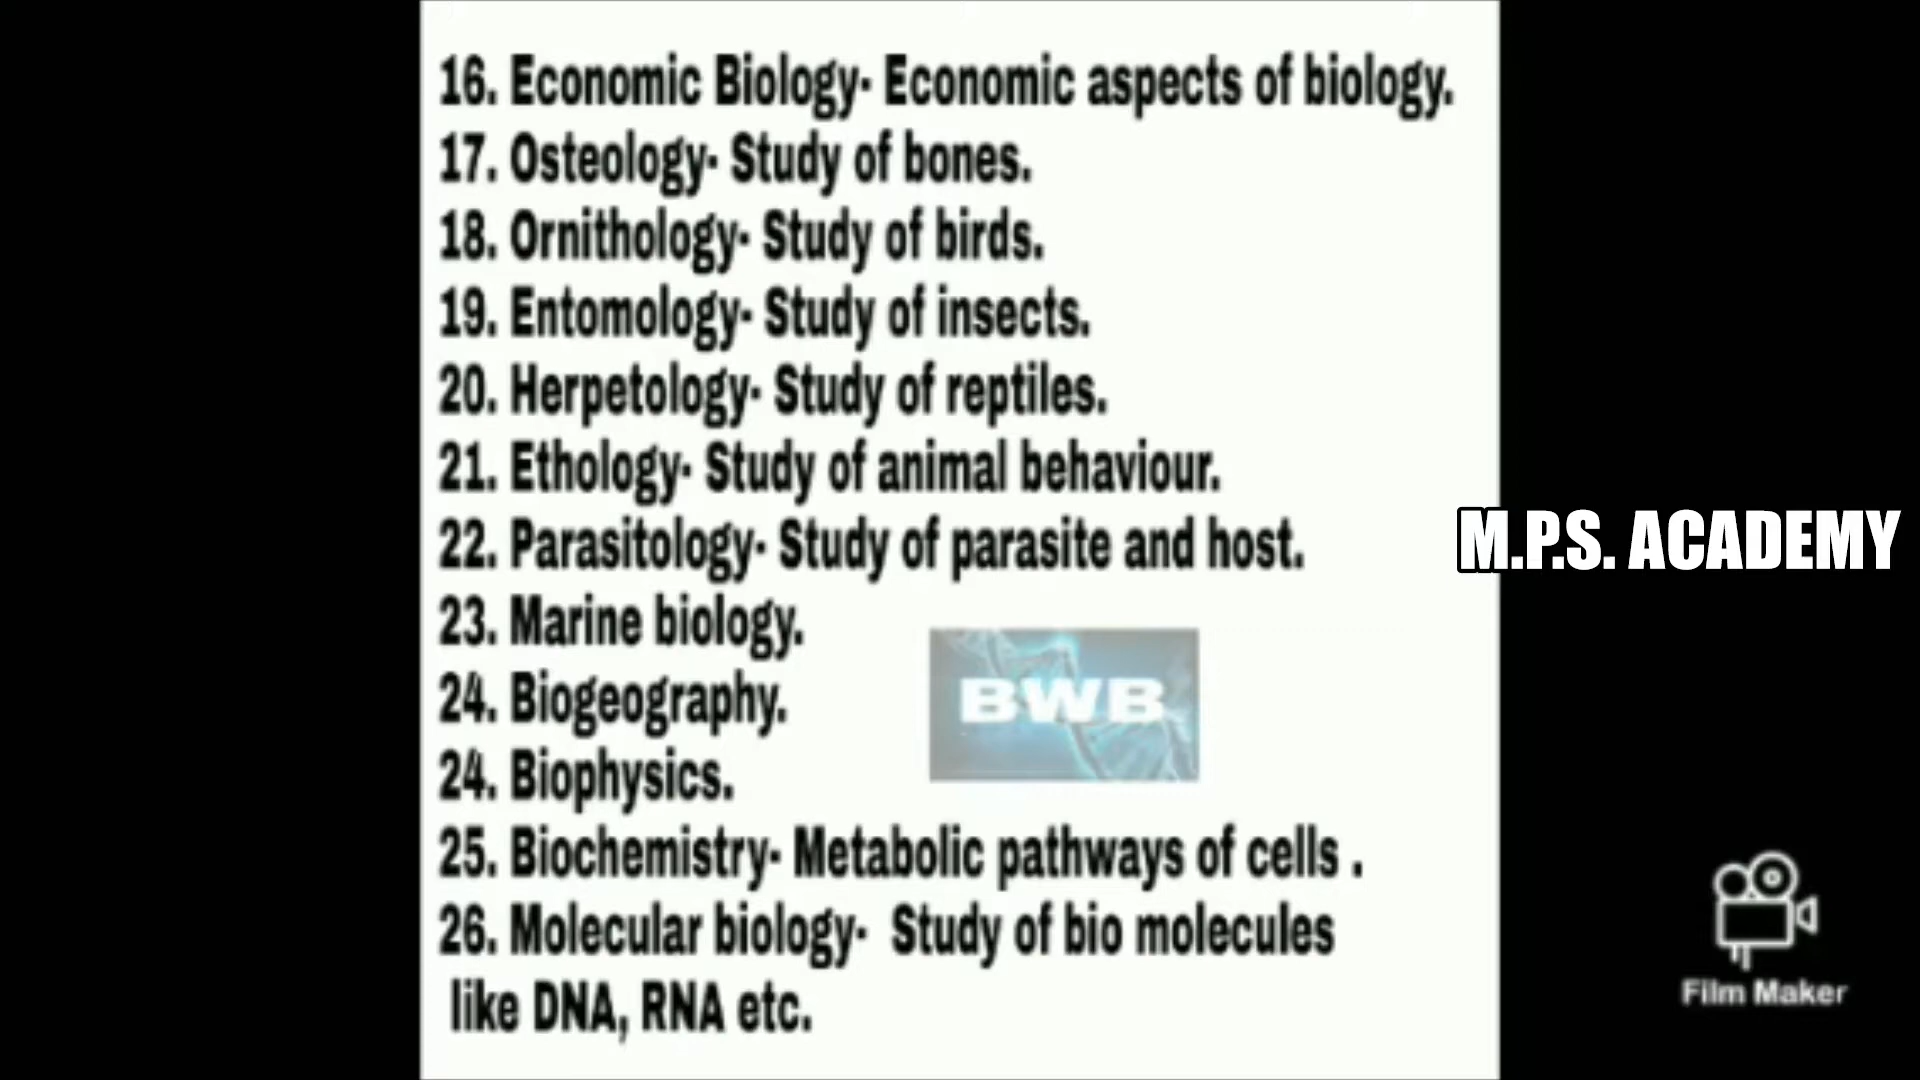 16. Economic Biology- Economic aspects of biology.
17. Osteology- Study of bones.
18. Ornithology- Study of birds.
19. Entomology- Study of insects.
20. Herpetology- Study of reptiles.
21. Ethology- Study of animal behaviour.
22. Parasitology- Study of parasite and host.
M.P.S. ACADEMY
23. Marine biology.
24. Biogeography.
BWB
24. Biophysics.
25. Biochemistry- Metabolic pathways of cells .
26. Molecular biology- Study of bio molecules
like DNA, RNA etc.
Film Maker